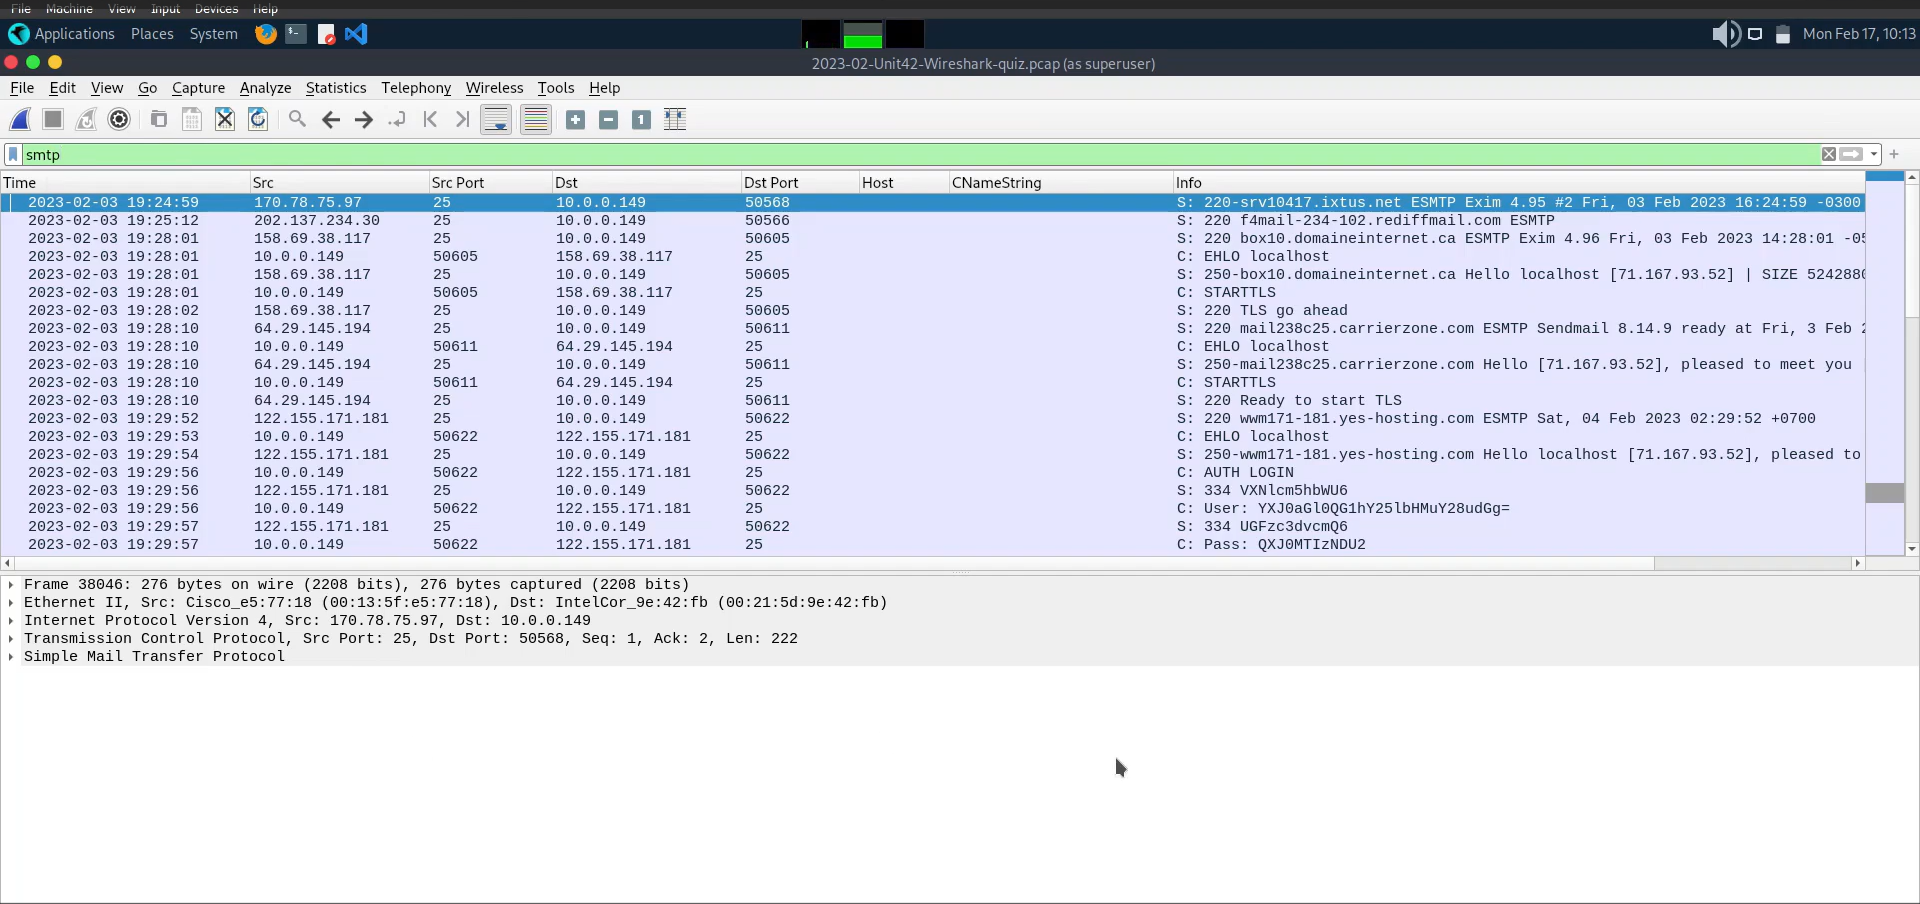 File Machine View Input Devices Help
Applications Places System Mon Feb 17, 10:13
2023-02-Unit42-Wireshark-quiz.pcap (as superuser)
File Edit View Go Capture Analyze Statistics Telephony Wireless Tools Help
smtp
Time Src Src Port Dst Dst Port Host CNameString Info
2023-02-03 19:24:59 170.78.75.97 25 10.0.0.149 50568 S: 220-srv10417.ixtus.net ESMTP Exim 4.95 #2 Fri, 03 Feb 2023 16:24:59 -0300
2023-02-03 19:25:12 202.137.234.30 25 10.0.0.149 50566 S: 220 f4mail-234-102.rediffmail.com ESMTP
2023-02-03 19:28:01 158.69.38.117 25 10.0.0.149 50605 S: 220 box10.domaineinternet.ca ESMTP Exim 4.96 Fri, 03 Feb 2023 14:28:01 -05
2023-02-03 19:28:01 10.0.0.149 50605 158.69.38.117 25 C: EHLO localhost
2023-02-03 19:28:01 158.69.38.117 25 10.0.0.149 50605 S: 250-box10.domaineinternet.ca Hello localhost [71.167.93.52] | SIZE 5242880
2023-02-03 19:28:01 10.0.0.149 50605 158.69.38.117 25 C: STARTTLS
2023-02-03 19:28:02 158.69.38.117 25 10.0.0.149 50605 S: 220 TLS go ahead
2023-02-03 19:28:10 64.29.145.194 25 10.0.0.149 50611 S: 220 mail238c25.carrierzone.com ESMTP Sendmail 8.14.9 ready at Fri, 3 Feb 2
2023-02-03 19:28:10 10.0.0.149 50611 64.29.145.194 25 C: EHLO localhost
2023-02-03 19:28:10 64.29.145.194 25 10.0.0.149 50611 S: 250-mail238c25.carrierzone.com Hello [71.167.93.52], pleased to meet you |
2023-02-03 19:28:10 10.0.0.149 50611 64.29.145.194 25 C: STARTTLS
2023-02-03 19:28:10 64.29.145.194 25 10.0.0.149 50611 S: 220 Ready to start TLS
2023-02-03 19:29:52 122.155.171.181 25 10.0.0.149 50622 S: 220 wwm171-181.yes-hosting.com ESMTP Sat, 04 Feb 2023 02:29:52 +0700
2023-02-03 19:29:53 10.0.0.149 50622 122.155.171.181 25 C: EHLO localhost
2023-02-03 19:29:54 122.155.171.181 25 10.0.0.149 50622 S: 250-wwm171-181.yes-hosting.com Hello localhost [71.167.93.52], pleased to
2023-02-03 19:29:56 10.0.0.149 50622 122.155.171.181 25 C: AUTH LOGIN
2023-02-03 19:29:56 122.155.171.181 25 10.0.0.149 50622 S: 334 VXNlcm5hbWU6
2023-02-03 19:29:56 10.0.0.149 50622 122.155.171.181 25 C: User: YXJ0aGl0QG1hY25lbHMuY28udGg=
2023-02-03 19:29:57 122.155.171.181 25 10.0.0.149 50622 S: 334 UGFzc3dvcmQ6
2023-02-03 19:29:57 10.0.0.149 50622 122.155.171.181 25 C: Pass: QXJ0MTIzNDU2
Frame 38046: 276 bytes on wire (2208 bits), 276 bytes captured (2208 bits)
Ethernet II, Src: Cisco_e5:77:18 (00:13:5f:e5:77:18), Dst: IntelCor_9e:42:fb (00:21:5d:9e:42:fb)
Internet Protocol Version 4, Src: 170.78.75.97, Dst: 10.0.0.149
Transmission Control Protocol, Src Port: 25, Dst Port: 50568, Seq: 1, Ack: 2, Len: 222
Simple Mail Transfer Protocol